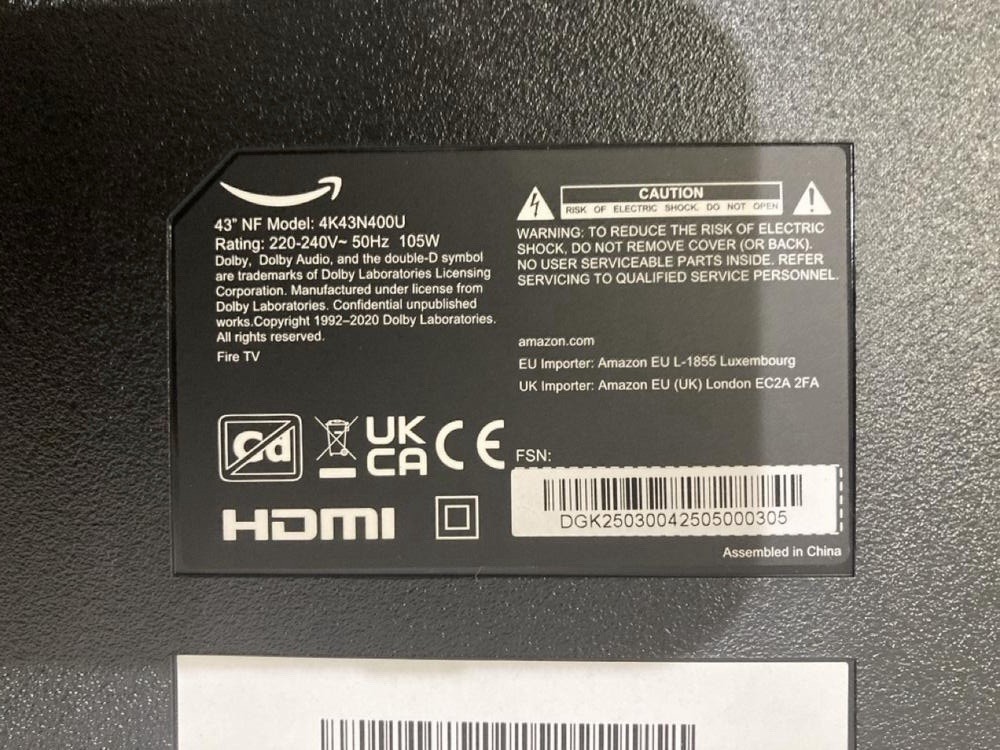 43" NF Model: 4K43N400U
Rating: 220-240V~ 50Hz 105W
Dolby, Dolby Audio, and the double-D symbol
are trademarks of Dolby Laboratories Licensing
Corporation. Manufactured under license from
Dolby Laboratories. Confidential unpublished
works.Copyright 1992–2020 Dolby Laboratories.
All rights reserved.
Fire TV
CAUTION
RISK OF ELECTRIC SHOCK. DO NOT OPEN
WARNING: TO REDUCE THE RISK OF ELECTRIC
SHOCK, DO NOT REMOVE COVER (OR BACK).
NO USER SERVICEABLE PARTS INSIDE. REFER
SERVICING TO QUALIFIED SERVICE PERSONNEL.
amazon.com
EU Importer: Amazon EU L-1855 Luxembourg
UK Importer: Amazon EU (UK) London EC2A 2FA
Cd
UK
CA
CE
HDMI
FSN:
DGK25030042505000305
Assembled in China